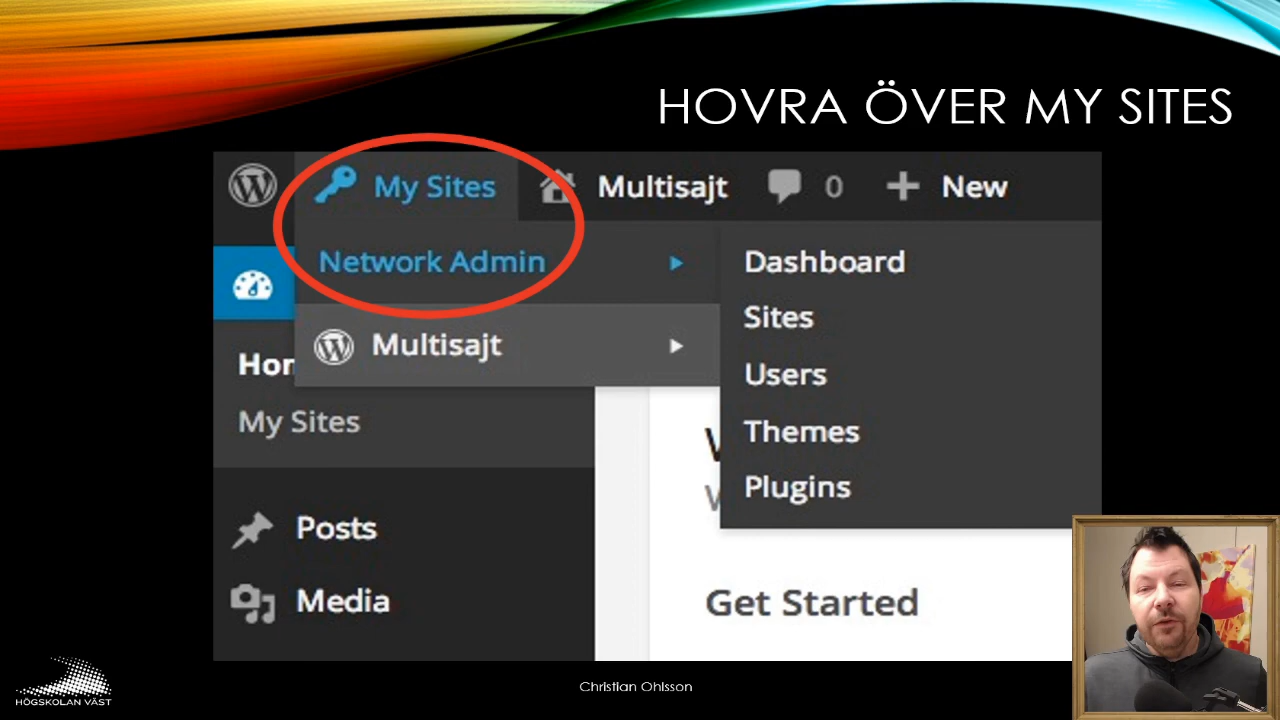 HOVRA ÖVER MY SITES
My Sites
Multisajt
0
New
Network Admin
Dashboard
Sites
Multisajt
Users
Hor
My Sites
Themes
Plugins
Posts
Media
Get Started
HÖGSKOLAN VÄST
Christian Ohlsson